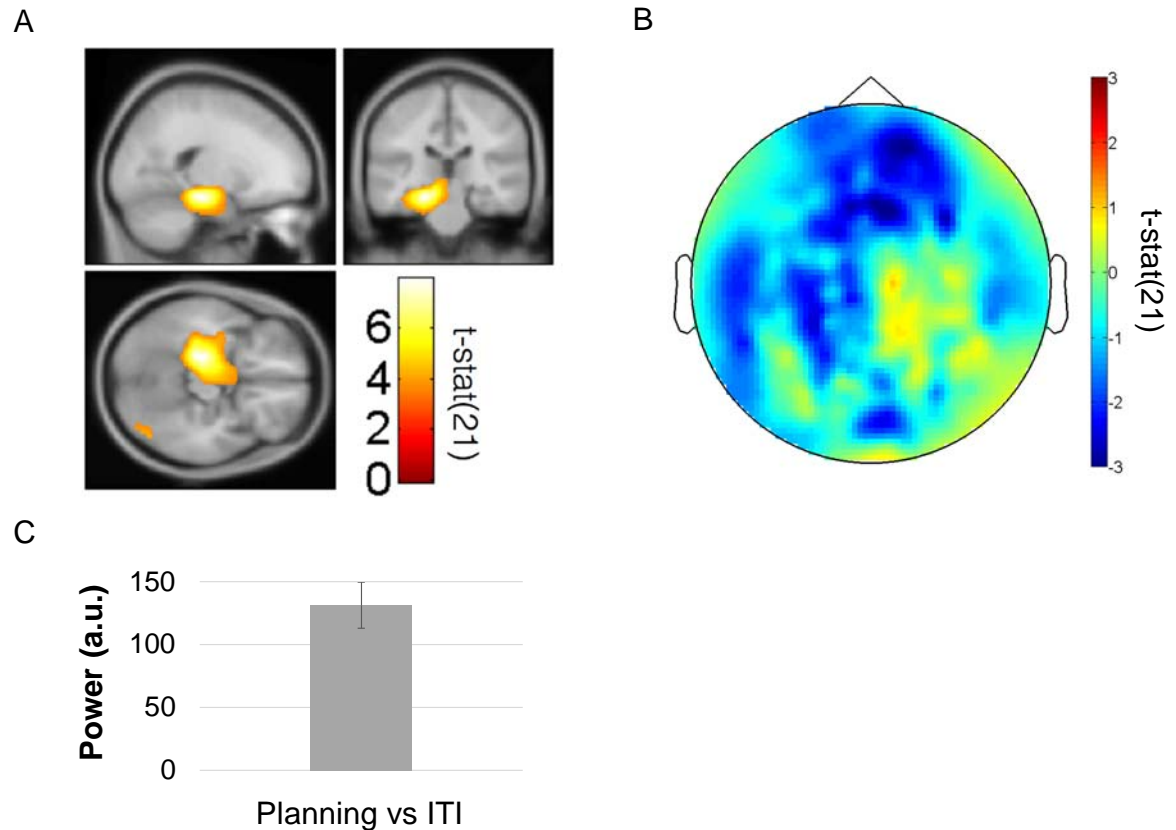 A
B
6
4
2
0
t-stat(21)
3
2
1
0
-1
-2
-3
t-stat(21)
C
150
100
50
0
Power (a.u.)
Planning vs ITI